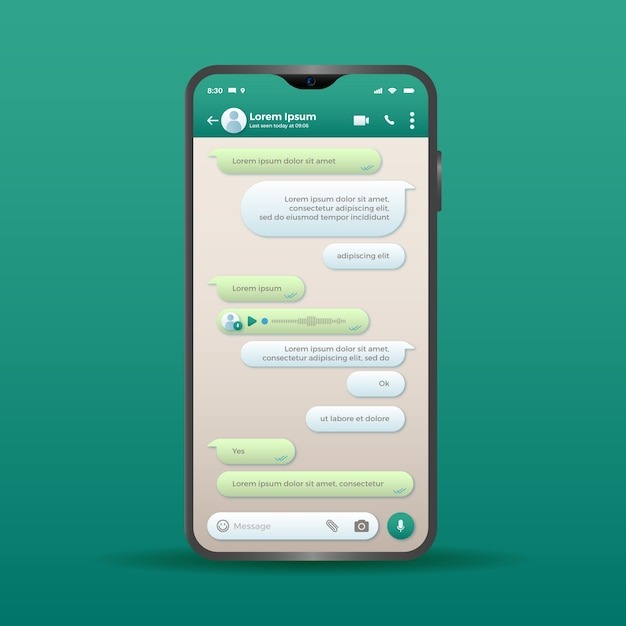 8:30
Lorem Ipsum
Last seen today at 09:06
Lorem ipsum dolor sit amet
Lorem ipsum dolor sit amet,
consectetur adipiscing elit,
sed do eiusmod tempor incididunt
adipiscing elit
Lorem ipsum
Lorem ipsum dolor sit amet,
consectetur adipiscing elit, sed do
Ok
ut labore et dolore
Yes
Lorem ipsum dolor sit amet, consectetur
Message